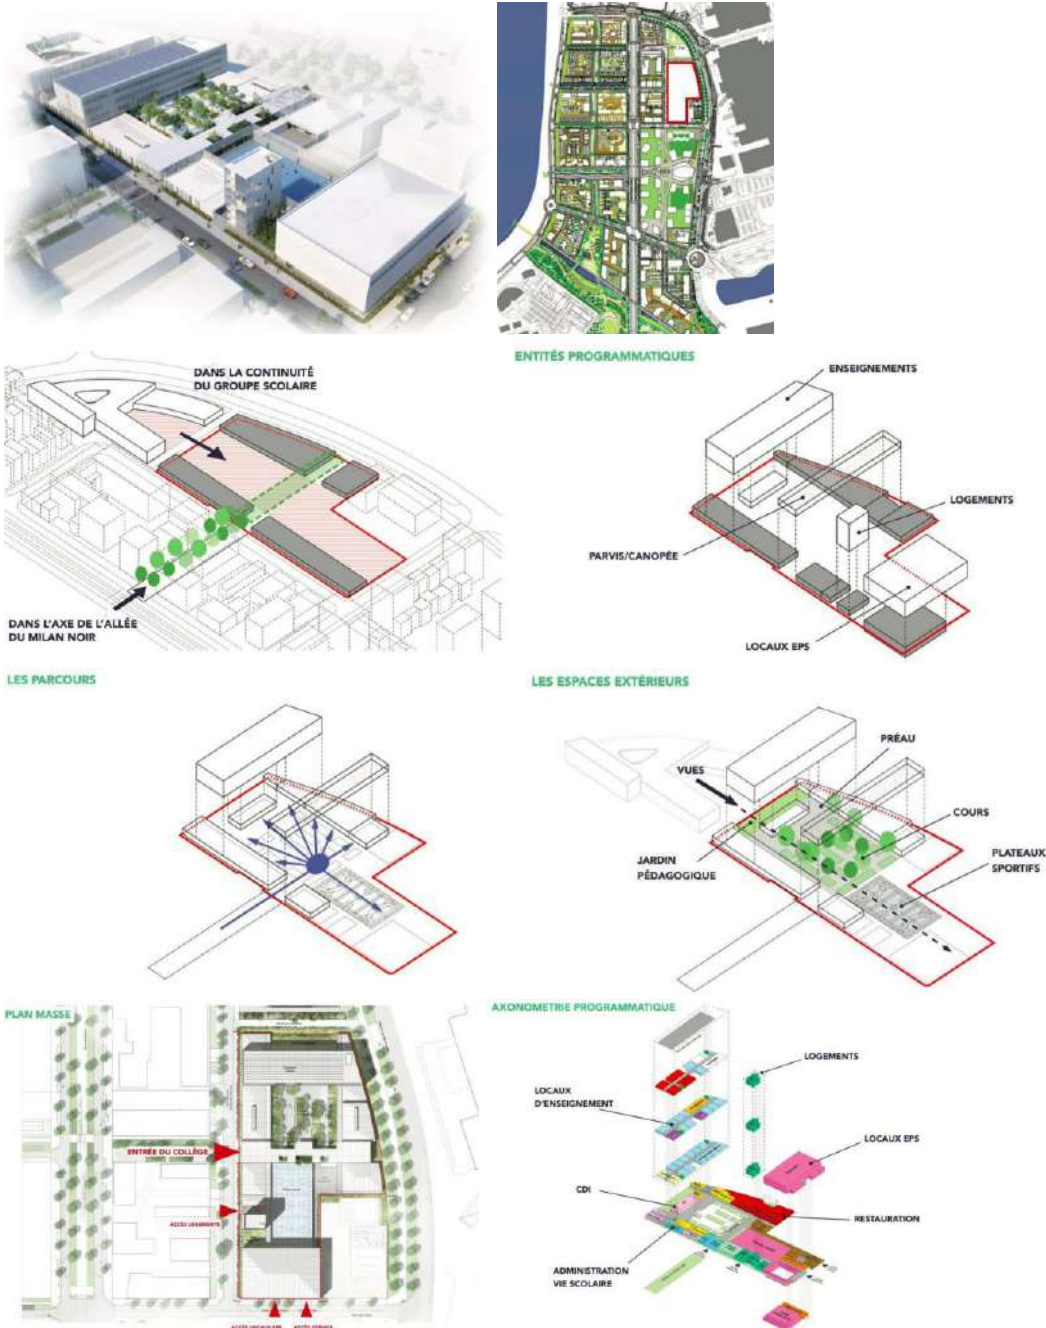 DANS LA CONTINUITÉ
DU GROUPE SCOLAIRE
DANS L'AXE DE L'ALLÉE
DU MILAN NOIR
ENTITÉS PROGRAMMATIQUES
ENSEIGNEMENTS
LOGEMENTS
PARVIS/CANOPÉE
LOCAUX EPS
LES PARCOURS
LES ESPACES EXTÉRIEURS
PRÉAU
VUES
COURS
JARDIN
PÉDAGOGIQUE
PLATEAUX
SPORTIFS
PLAN MASSE
ENTRÉE DU COLLÈGE
ACCÈS LOGEMENTS
AXONOMETRIE PROGRAMMATIQUE
LOGEMENTS
LOCAUX
D'ENSEIGNEMENT
LOCAUX EPS
CDI
RESTAURATION
ADMINISTRATION
VIE SCOLAIRE